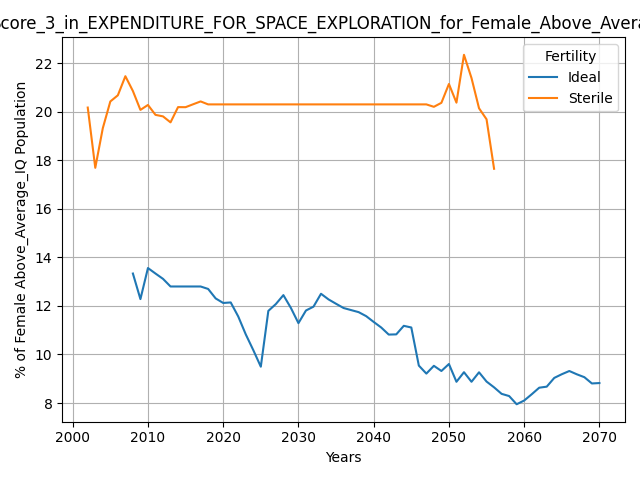 core_3_in_EXPENDITURE_FOR_SPACE_EXPLORATION_for_Female_Above_Avera
Fertility
Ideal
Sterile
% of Female Above_Average_IQ Population
22
20
18
16
14
12
10
8
2000 2010 2020 2030 2040 2050 2060 2070
Years